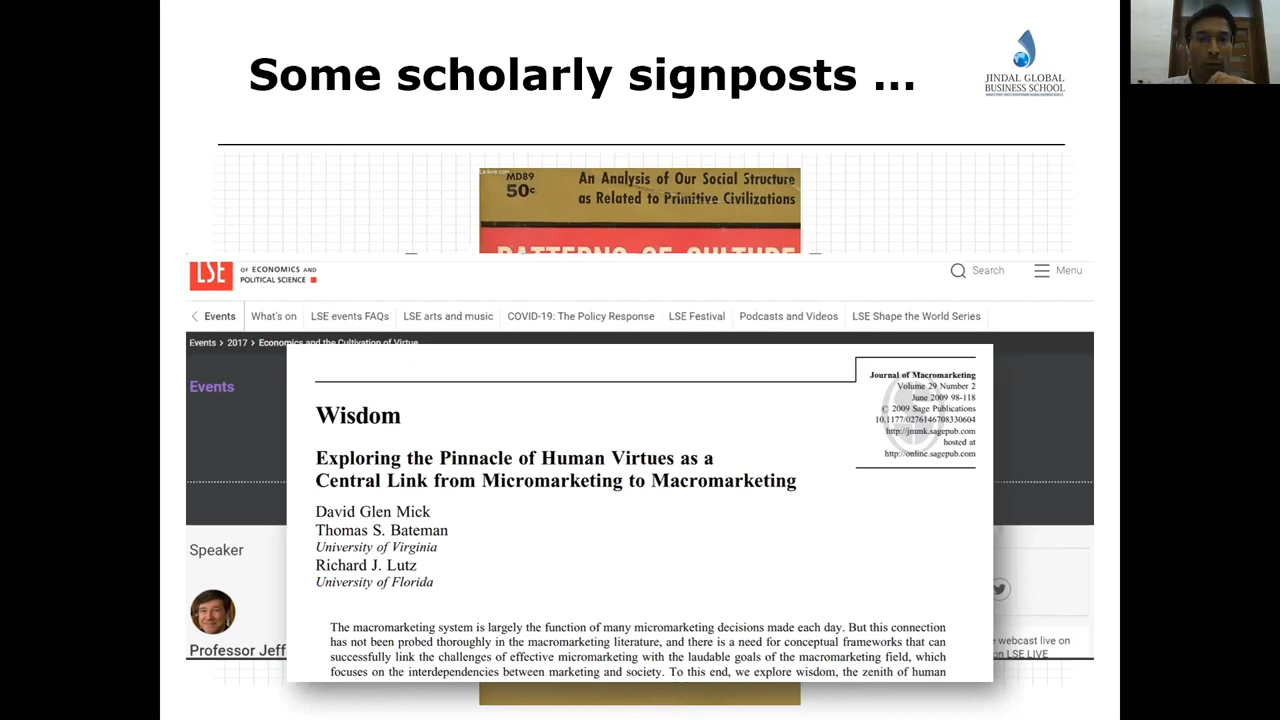 Some scholarly signposts ...
JINDAL GLOBAL
BUSINESS SCHOOL
MD89
50c
An Analysis of Our Social Structure
as Related to Primitive Civilizations
PATTERNS OF CULTURE
LSE
OF ECONOMICS AND
POLITICAL SCIENCE
Search
Menu
Events
What's on
LSE events FAQs
LSE arts and music
COVID-19: The Policy Response
LSE Festival
Podcasts and Videos
LSE Shape the World Series
Events > 2017 > Economics and the Cultivation of Virtue
Events
Journal of Macromarketing
Volume 29 Number 2
June 2009 98-118
© 2009 Sage Publications
10.1177/0276146708330604
http://jmmk.sagepub.com
hosted at
http://online.sagepub.com
Wisdom
Exploring the Pinnacle of Human Virtues as a
Central Link from Micromarketing to Macromarketing
David Glen Mick
Thomas S. Bateman
University of Virginia
Richard J. Lutz
University of Florida
Speaker
Professor Jeff
e webcast live on
on LSE LIVE
The macromarketing system is largely the function of many micromarketing decisions made each day. But this connection
has not been probed thoroughly in the macromarketing literature, and there is a need for conceptual frameworks that can
successfully link the challenges of effective micromarketing with the laudable goals of the macromarketing field, which
focuses on the interdependencies between marketing and society. To this end, we explore wisdom, the zenith of human